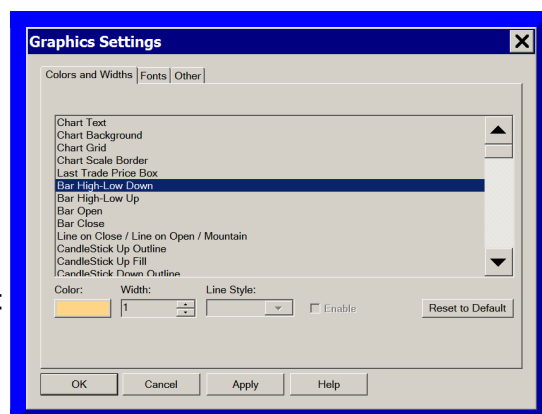 Graphics Settings
Colors and Widths Fonts Other
Chart Text
Chart Background
Chart Grid
Chart Scale Border
Last Trade Price Box
Bar High-Low Down
Bar High-Low Up
Bar Open
Bar Close
Line on Close / Line on Open / Mountain
CandleStick Up Outline
CandleStick Up Fill
CandleStick Down Outline
Color: Width: Line Style:
1 Enable Reset to Default
OK Cancel Apply Help